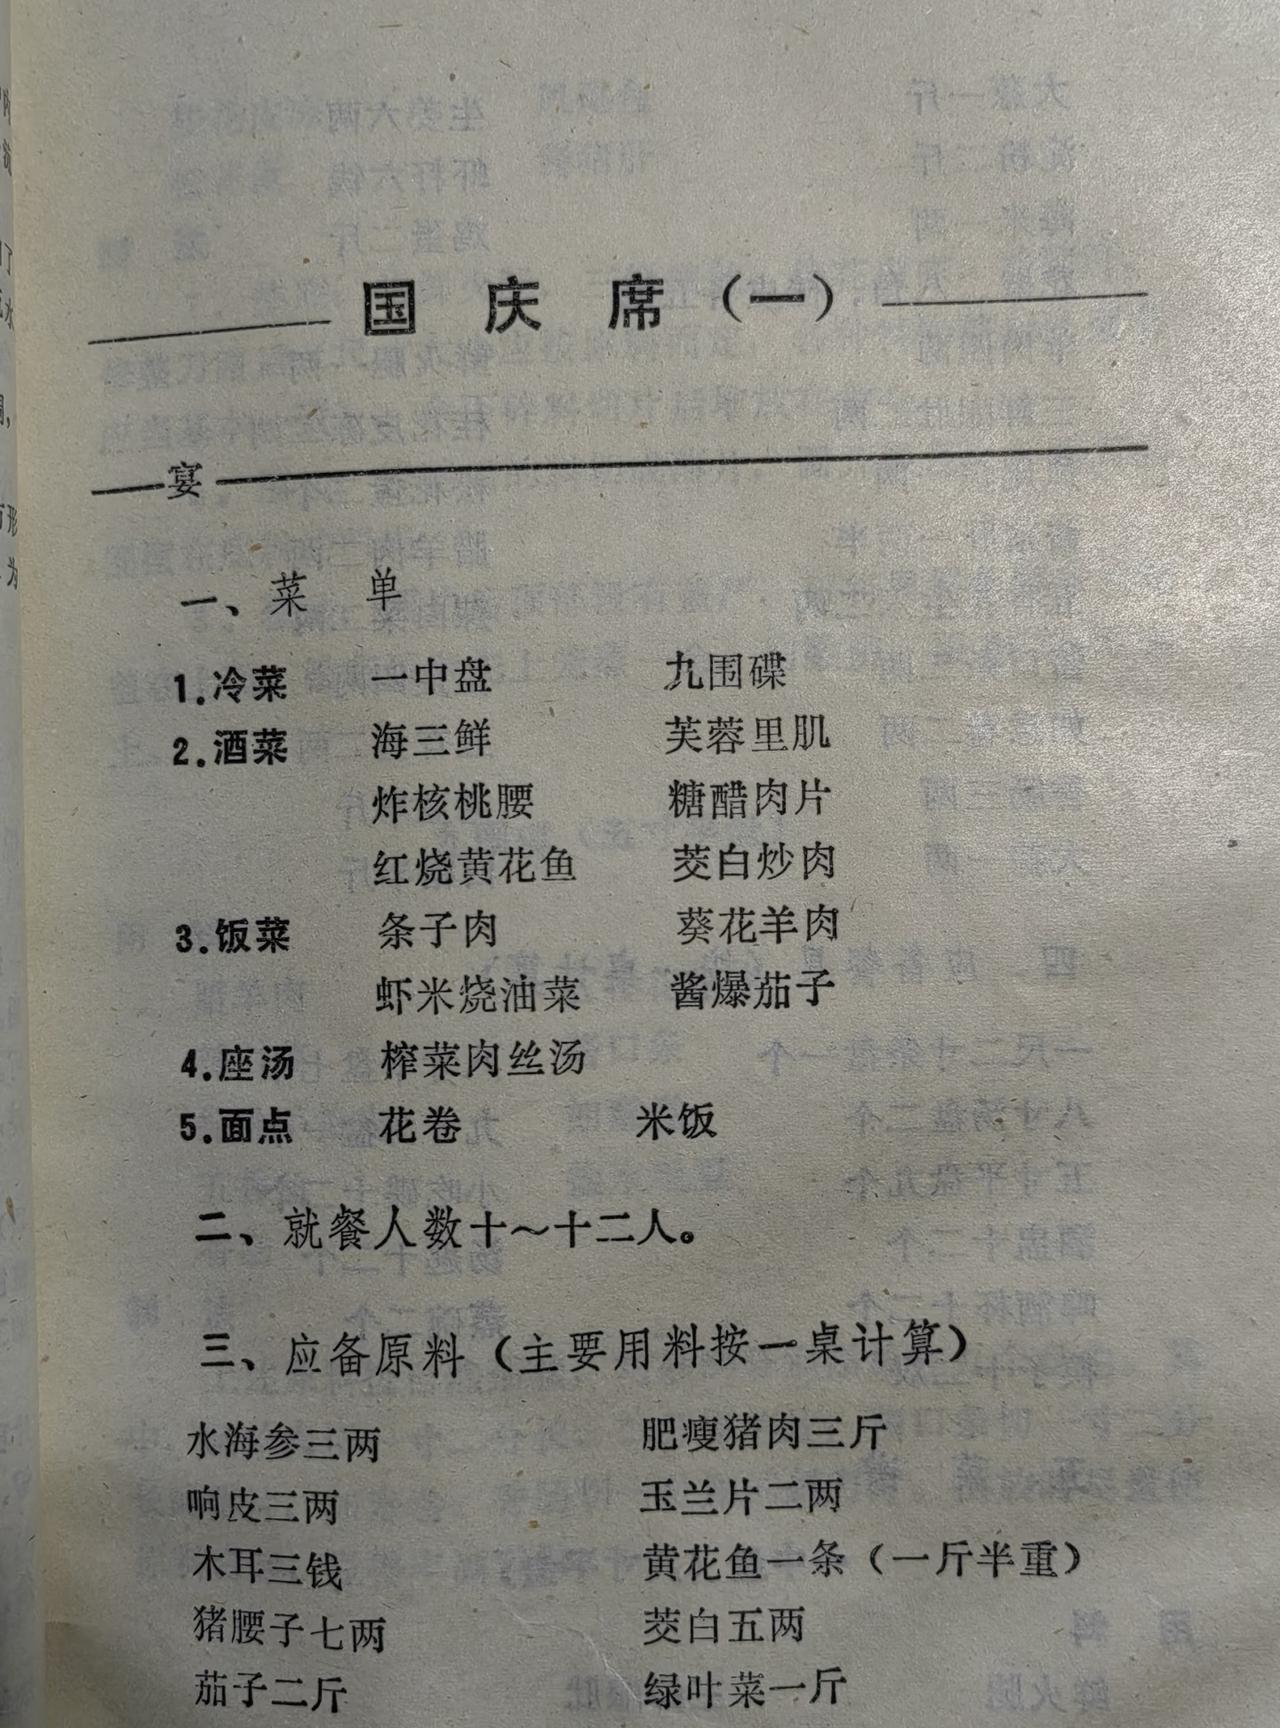 国庆席（一）
宴
一、菜单
1.冷菜 一中盘 九围碟
2.酒菜 海三鲜 芙蓉里肌
炸核桃腰 糖醋肉片
红烧黄花鱼 茭白炒肉
3.饭菜 条子肉 葵花羊肉
虾米烧油菜 酱爆茄子
4.座汤 榨菜肉丝汤
5.面点 花卷 米饭
二、就餐人数十～十二人。
三、应备原料（主要用料按一桌计算）
水海参三两 肥瘦猪肉三斤
响皮三两 玉兰片二两
木耳三钱 黄花鱼一条（一斤半重）
猪腰子七两 茭白五两
茄子二斤 绿叶菜一斤